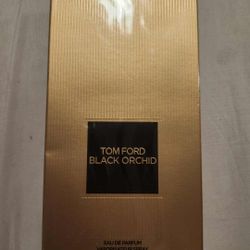 TOM FORD
BLACK ORCHID
EAU DE PARFUM